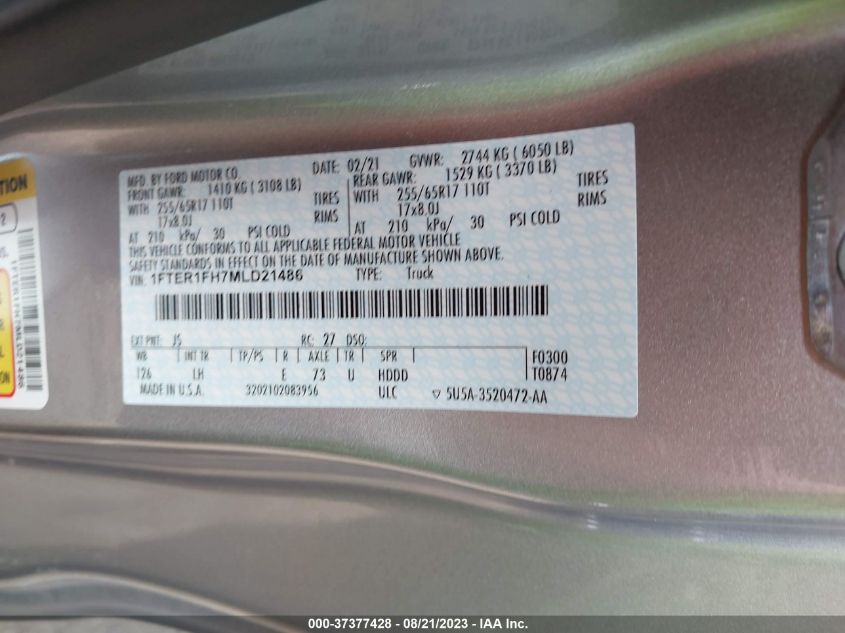 MFD. BY FORD MOTOR CO.
DATE: 02/21 GVWR: 2744 KG ( 6050 LB)
FRONT GAWR: 1410 KG ( 3108 LB)
REAR GAWR: 1529 KG ( 3370 LB)
WITH 255/65R17 110T TIRES
WITH 255/65R17 110T TIRES
17x8.0J RIMS
17x8.0J RIMS
AT 210 kPa/ 30 PSI COLD
AT 210 kPa/ 30 PSI COLD
THIS VEHICLE CONFORMS TO ALL APPLICABLE FEDERAL MOTOR VEHICLE
SAFETY STANDARDS IN EFFECT ON THE DATE OF MANUFACTURE SHOWN ABOVE.
VIN: 1FTER1FH7MLD21486 TYPE: Truck
EXT PNT: JS RC: 27 DSO:
WB INT TR TP/PS R AXLE TR SPR F0300
126 LH E 73 U HDDD T0874
MADE IN U.S.A. 3202102083956 ULC ▽ 5U5A-3520472-AA
TION
1FTER1FH7MLD21486
ON
000-37377428 - 08/21/2023 - IAA Inc.